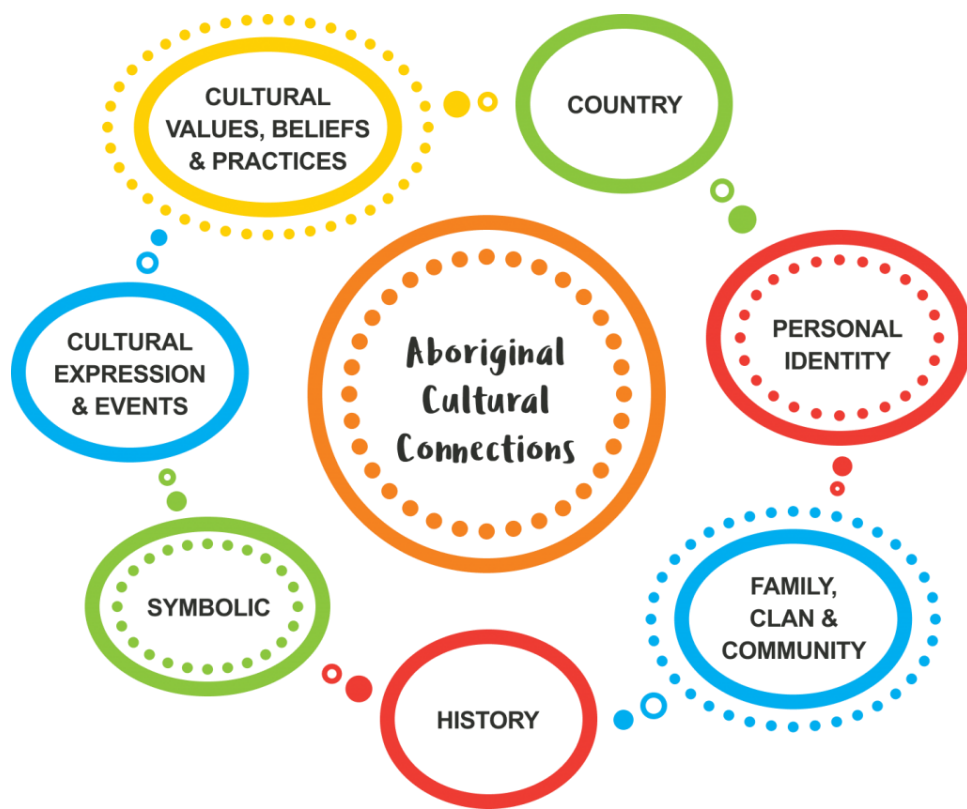 CULTURAL
VALUES, BELIEFS
& PRACTICES
COUNTRY
PERSONAL
IDENTITY
FAMILY,
CLAN &
COMMUNITY
HISTORY
SYMBOLIC
CULTURAL
EXPRESSION
& EVENTS
Aboriginal
Cultural
Connections